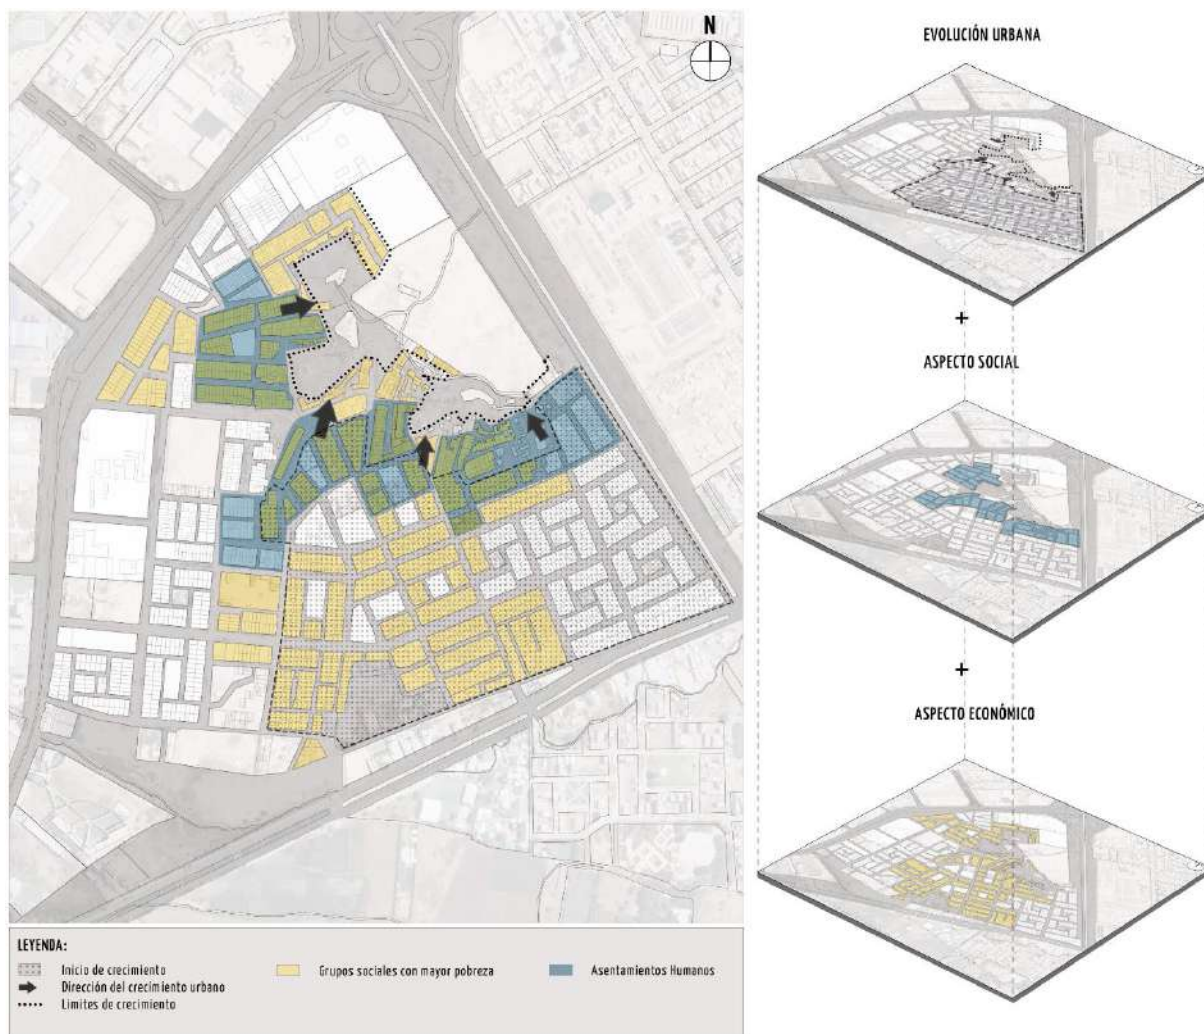 N
EVOLUCIÓN URBANA
+
ASPECTO SOCIAL
+
ASPECTO ECONÓMICO
LEYENDA:
Inicio de crecimiento
Dirección del crecimiento urbano
Limites de crecimiento
Grupos sociales con mayor pobreza
Asentamientos Humanos